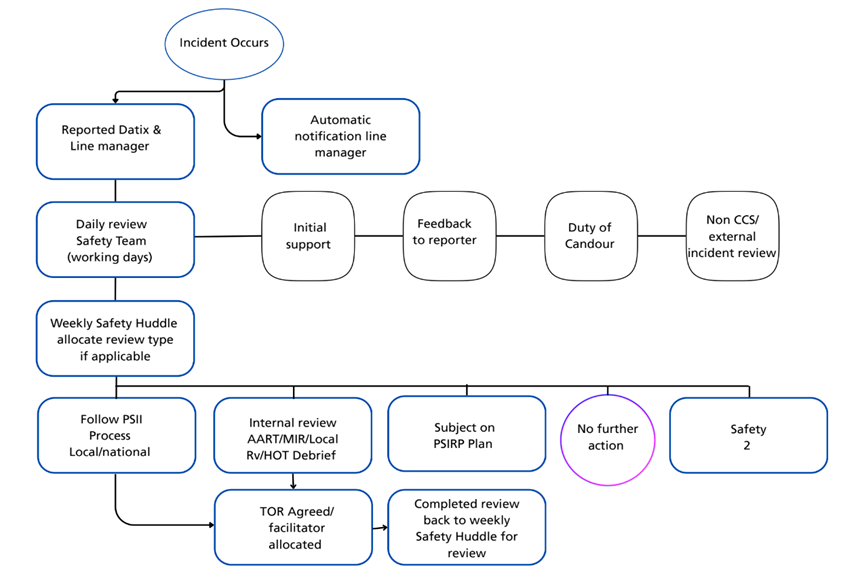 Incident Occurs
Reported Datix &
Line manager
Automatic
notification line
manager
Daily review
Safety Team
(working days)
Initial
support
Feedback
to reporter
Duty of
Candour
Non CCS/
external
incident review
Weekly Safety Huddle
allocate review type
if applicable
Follow PSII
Process
Local/national
Internal review
AART/MIR/Local
Rv/HOT Debrief
Subject on
PSIRP Plan
No further
action
Safety
2
TOR Agreed/
facilitator
allocated
Completed review
back to weekly
Safety Huddle for
review